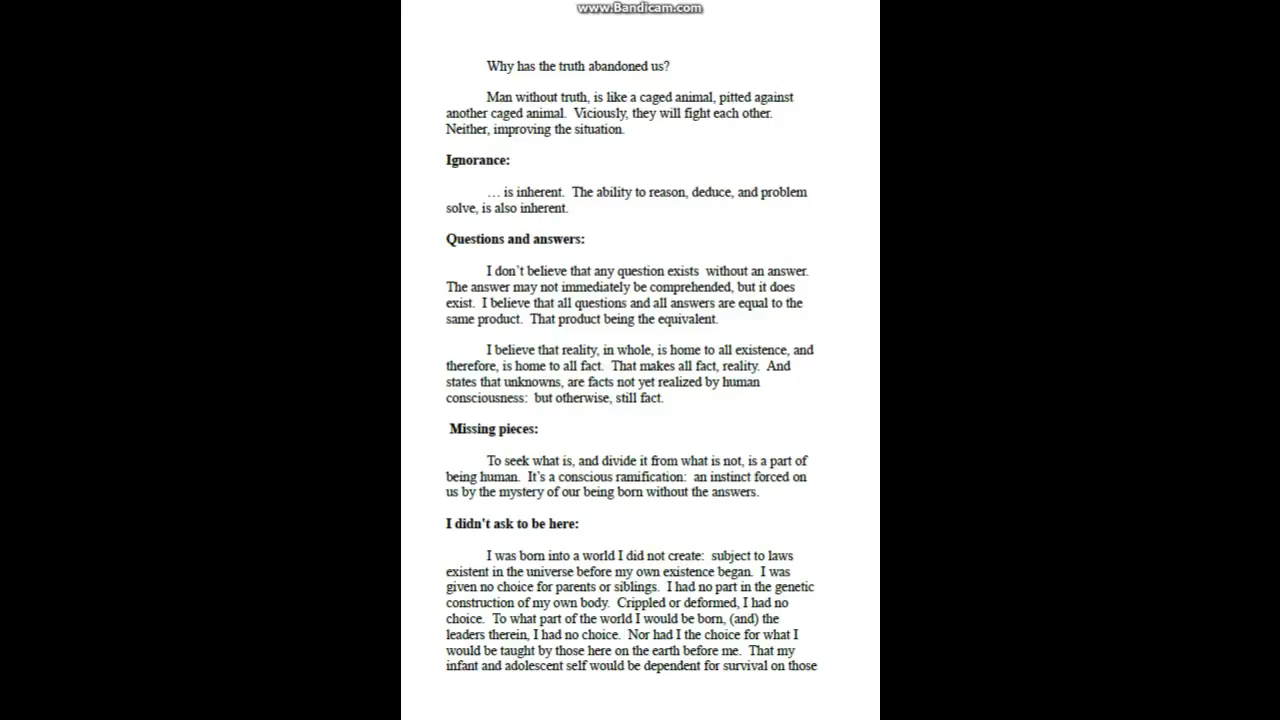 www.Bandicam.com
Why has the truth abandoned us?
Man without truth, is like a caged animal, pitted against
another caged animal.  Viciously, they will fight each other.
Neither, improving the situation.
Ignorance:
… is inherent.  The ability to reason, deduce, and problem
solve, is also inherent.
Questions and answers:
I don’t believe that any question exists  without an answer.
The answer may not immediately be comprehended, but it does
exist.  I believe that all questions and all answers are equal to the
same product.  That product being the equivalent.
I believe that reality, in whole, is home to all existence, and
therefore, is home to all fact.  That makes all fact, reality.  And
states that unknowns, are facts not yet realized by human
consciousness:  but otherwise, still fact.
Missing pieces:
To seek what is, and divide it from what is not, is a part of
being human.  It’s a conscious ramification:  an instinct forced on
us by the mystery of our being born without the answers.
I didn't ask to be here:
I was born into a world I did not create:  subject to laws
existent in the universe before my own existence began.  I was
given no choice for parents or siblings.  I had no part in the genetic
construction of my own body.  Crippled or deformed, I had no
choice.  To what part of the world I would be born, (and) the
leaders therein, I had no choice.  Nor had I the choice for what I
would be taught by those here on the earth before me.  That my
infant and adolescent self would be dependent for survival on those